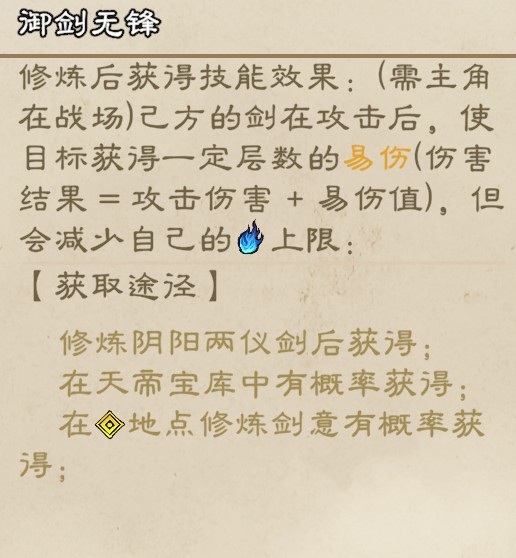 御剑无锋
修炼后获得技能效果：(需主角
在战场)己方的剑在攻击后，使
目标获得一定层数的易伤(伤害
结果 = 攻击伤害 + 易伤值)，但
会减少自己的上限：
【获取途径】
修炼阴阳两仪剑后获得；
在天帝宝库中有概率获得；
在地点修炼剑意有概率获
得；